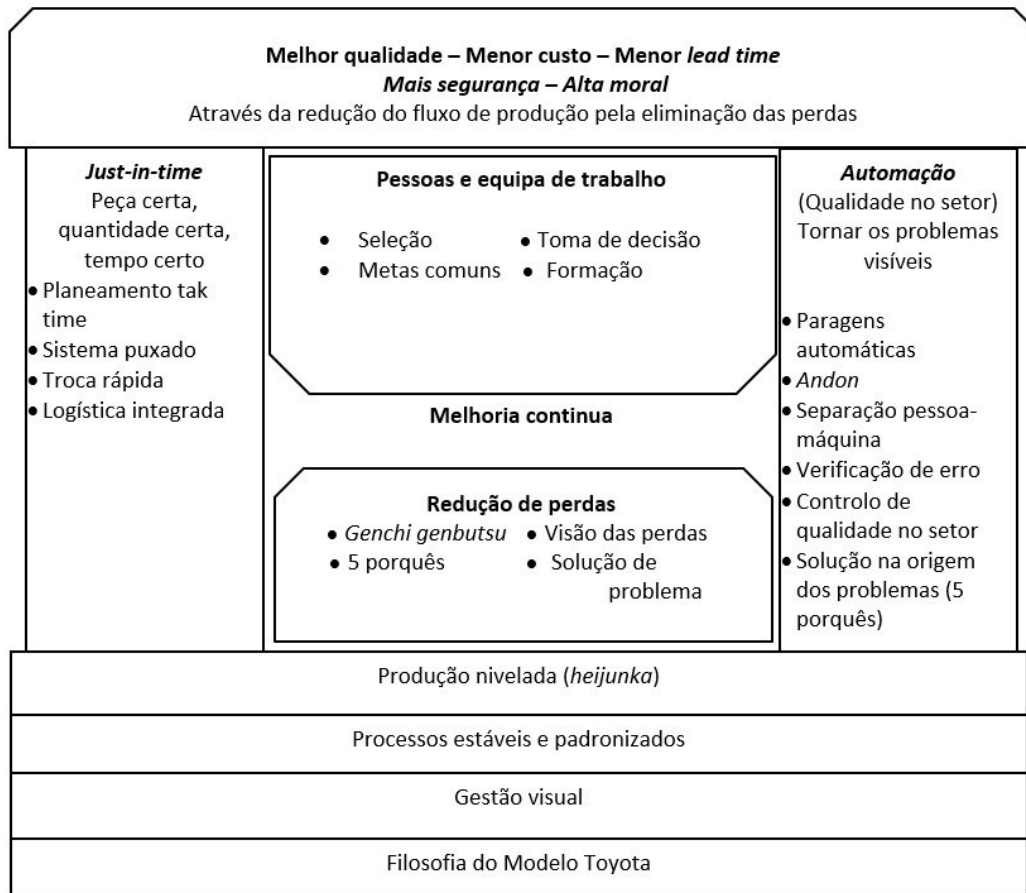 Melhor qualidade – Menor custo – Menor lead time
Mais segurança – Alta moral
Através da redução do fluxo de produção pela eliminação das perdas
Just-in-time
Peça certa,
quantidade certa,
tempo certo
• Planeamento tak
time
• Sistema puxado
• Troca rápida
• Logística integrada
Pessoas e equipa de trabalho
• Seleção
• Toma de decisão
• Metas comuns
• Formação
Melhoria continua
Redução de perdas
• Genchi genbutsu
• Visão das perdas
• 5 porquês
• Solução de
problema
Automação
(Qualidade no setor)
Tornar os problemas
visíveis
• Paragens
automáticas
• Andon
• Separação pessoa-
máquina
• Verificação de erro
• Controlo de
qualidade no setor
• Solução na origem
dos problemas (5
porquês)
Produção nivelada (heijunka)
Processos estáveis e padronizados
Gestão visual
Filosofia do Modelo Toyota